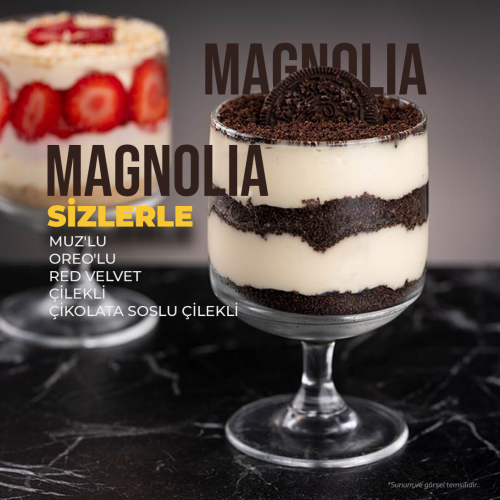 MAGNOLIA
MAGNOLIA
SİZLERLE
MUZ'LU
OREO'LU
RED VELVET
ÇİLEKLİ
ÇİKOLATA SOSLU ÇİLEKLİ
*Sunum ve görsel temsilidir.